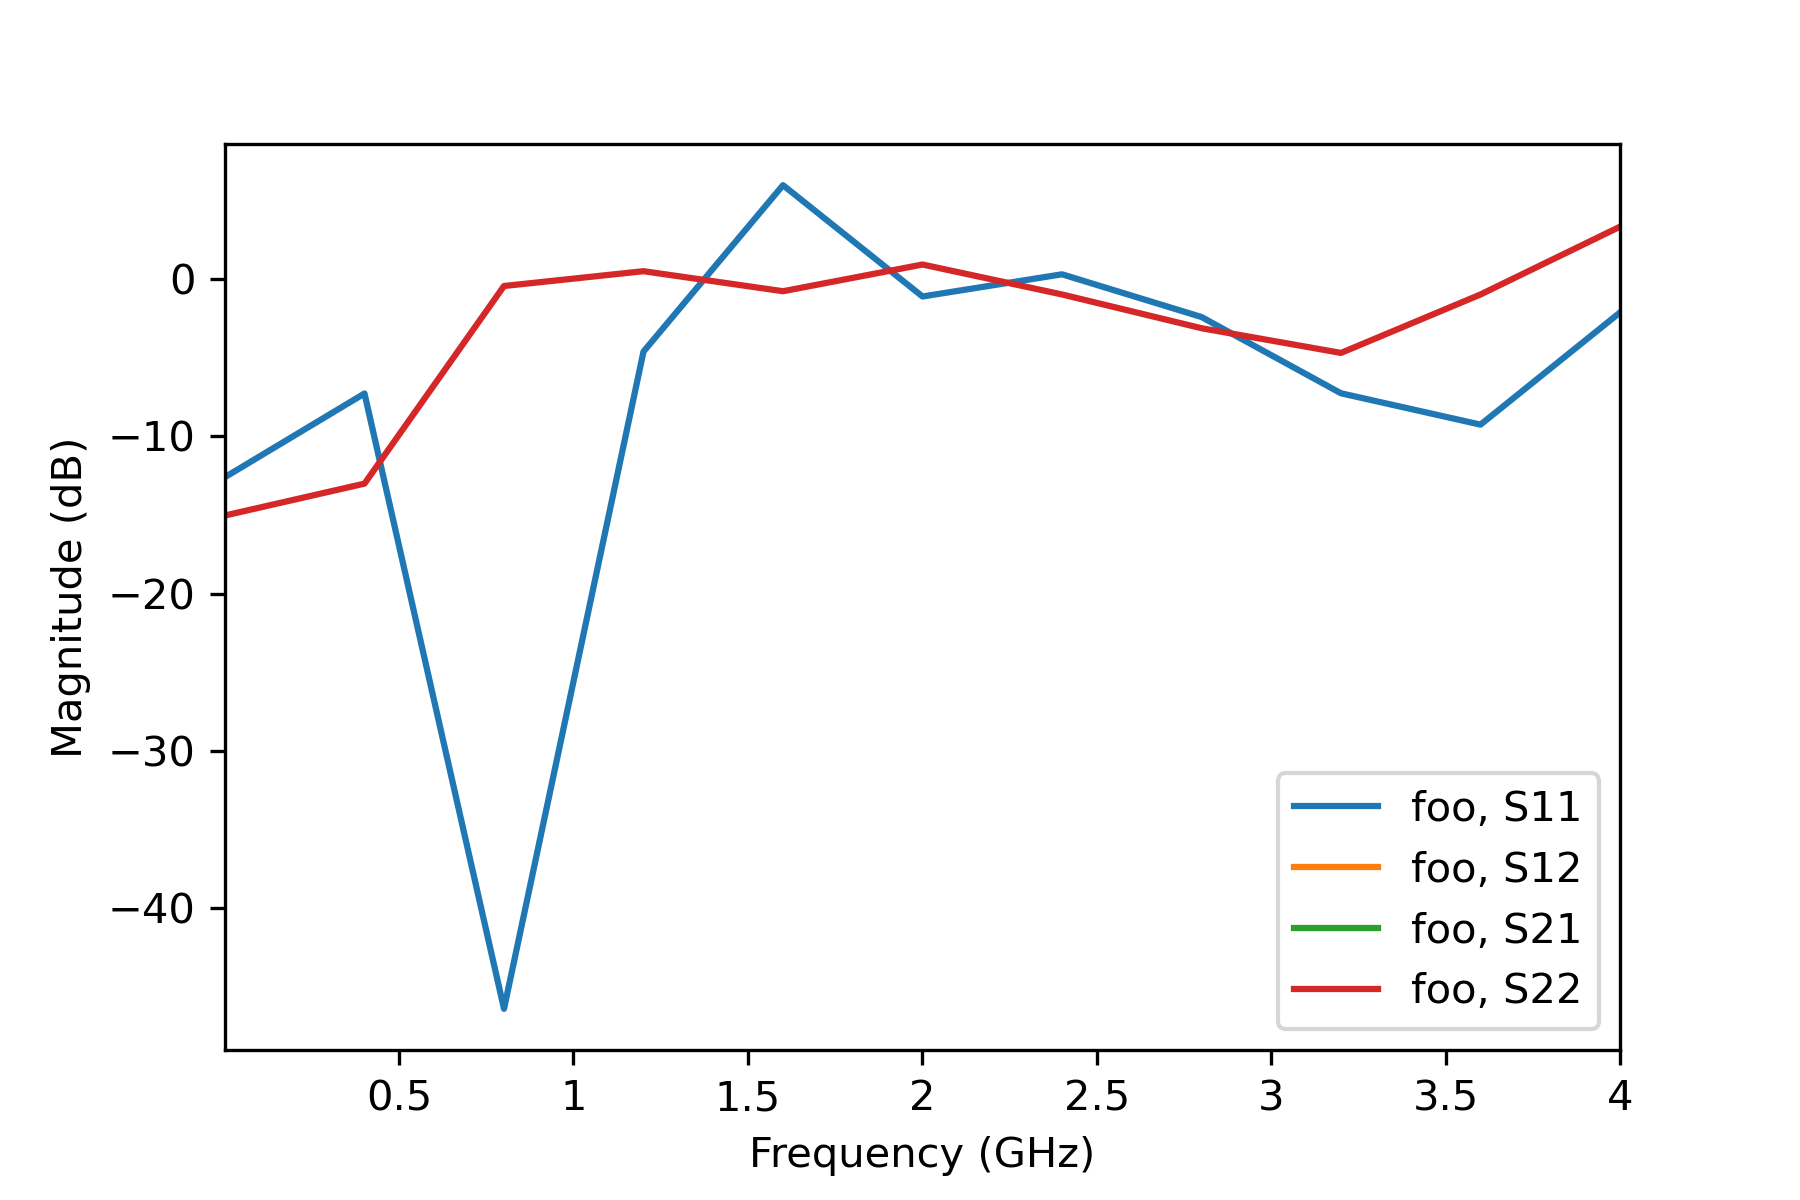 0
−10
−20
−30
−40
Magnitude (dB)
foo, S11
foo, S12
foo, S21
foo, S22
0.5 1 1.5 2 2.5 3 3.5 4
Frequency (GHz)